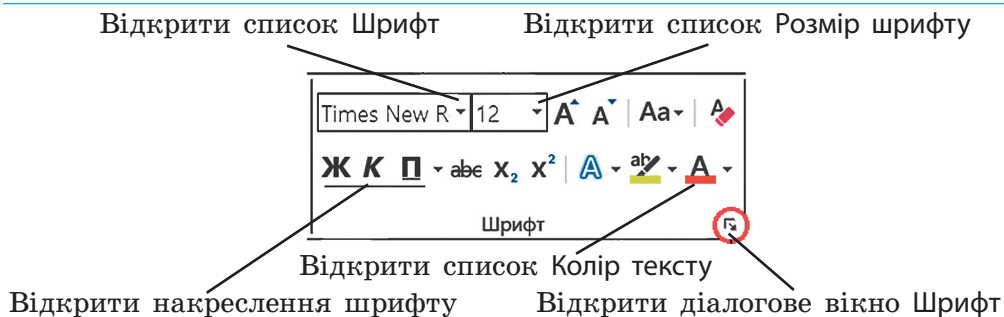 Відкрити список Шрифт Відкрити список Розмір шрифту
Times New R 12 A A Aa A
Ж К П abc X₂ X² A ab A
Шрифт
Відкрити список Колір тексту
Відкрити накреслення шрифту Відкрити діалогове вікно Шрифт